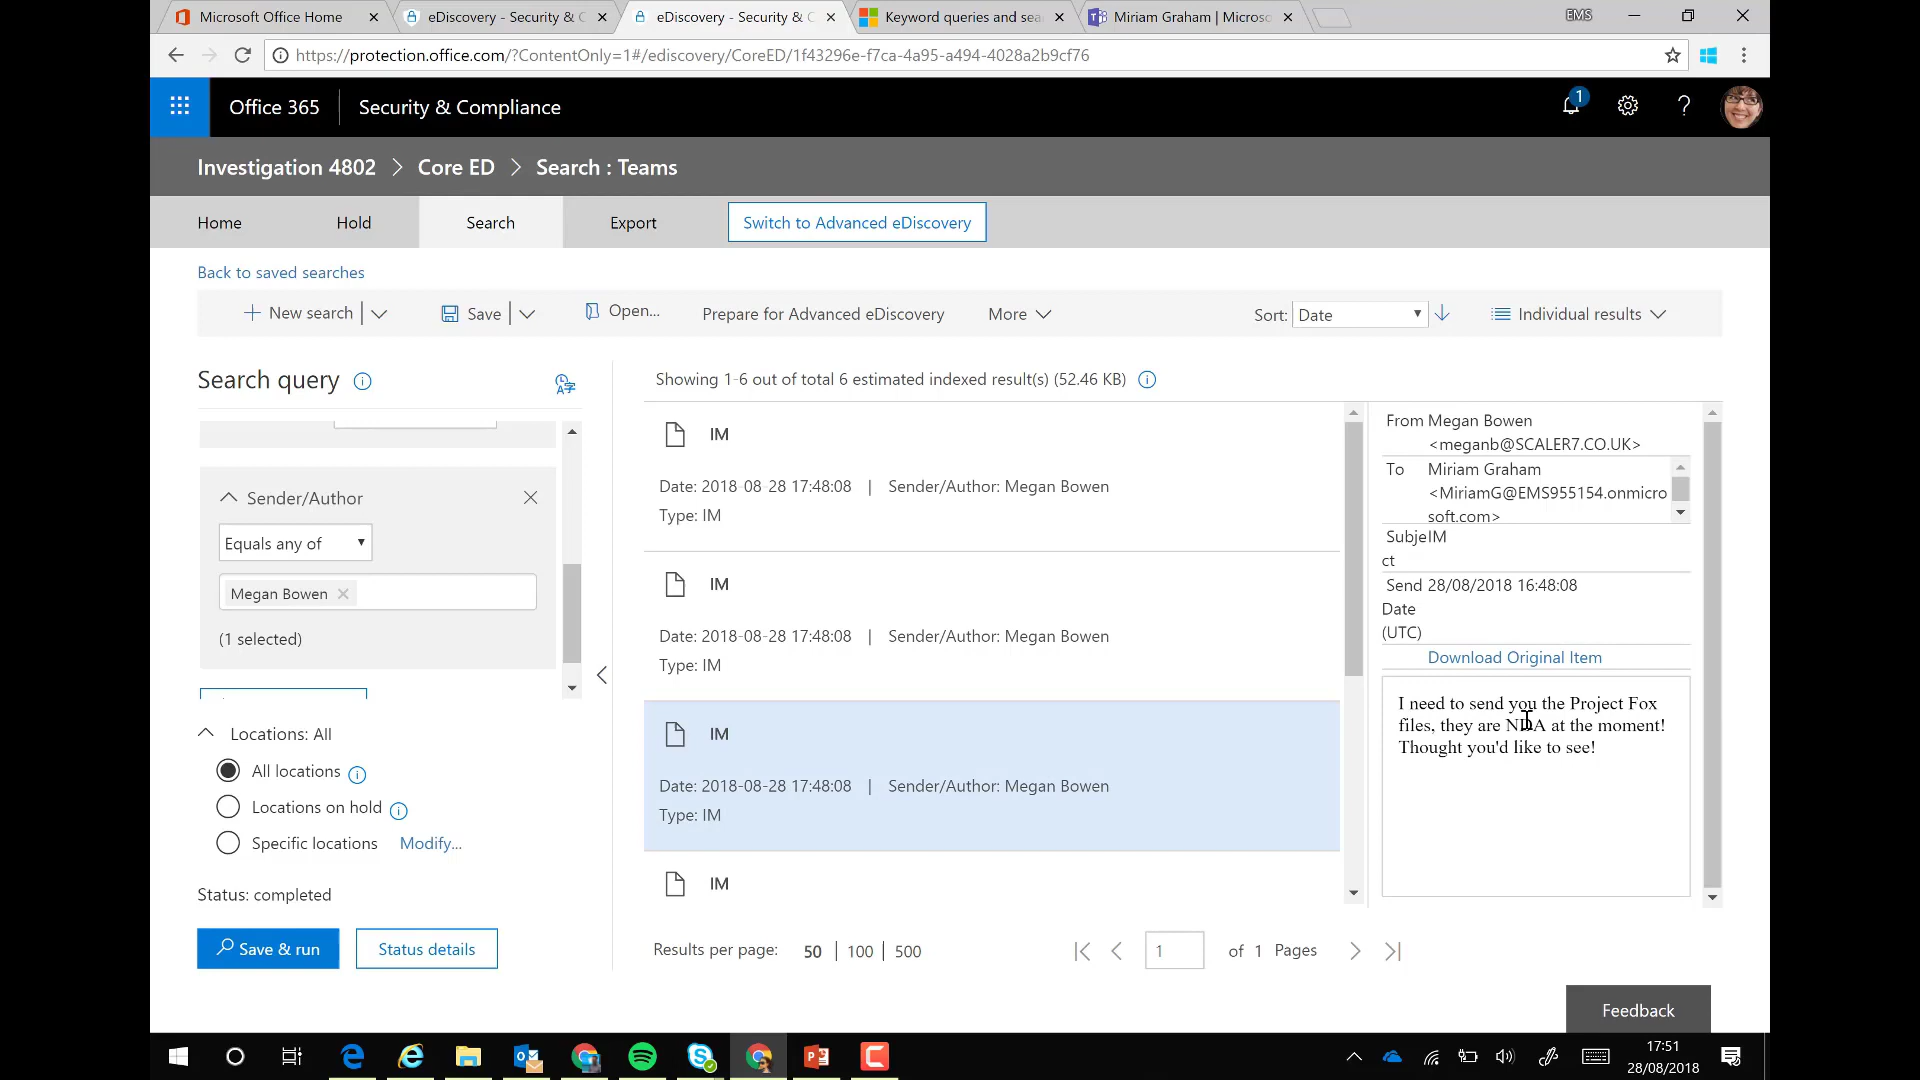 Microsoft Office Home
eDiscovery - Security & C
eDiscovery - Security & C
Keyword queries and sea
Miriam Graham | Microso
EMS
https://protection.office.com/?ContentOnly=1#/ediscovery/CoreED/1f43296e-f7ca-4a95-a494-4028a2b9cf76
Office 365
Security & Compliance
1
?
Investigation 4802 > Core ED > Search : Teams
Home
Hold
Search
Export
Switch to Advanced eDiscovery
Back to saved searches
New search
Save
Open...
Prepare for Advanced eDiscovery
More
Sort:
Date
Individual results
Search query
Showing 1-6 out of total 6 estimated indexed result(s) (52.46 KB)
Sender/Author
Equals any of
Megan Bowen
(1 selected)
Locations: All
All locations
Locations on hold
Specific locations
Modify...
Status: completed
Save & run
Status details
IM
Date: 2018-08-28 17:48:08 | Sender/Author: Megan Bowen
Type: IM
IM
Date: 2018-08-28 17:48:08 | Sender/Author: Megan Bowen
Type: IM
IM
Date: 2018-08-28 17:48:08 | Sender/Author: Megan Bowen
Type: IM
IM
From Megan Bowen
<meganb@SCALER7.CO.UK>
To Miriam Graham
<MiriamG@EMS955154.onmicro
soft.com>
SubjeIM
ct
Send 28/08/2018 16:48:08
Date
(UTC)
Download Original Item
I need to send you the Project Fox
files, they are NDA at the moment!
Thought you'd like to see!
Results per page: 50 | 100 | 500
1
of 1 Pages
Feedback
17:51
28/08/2018